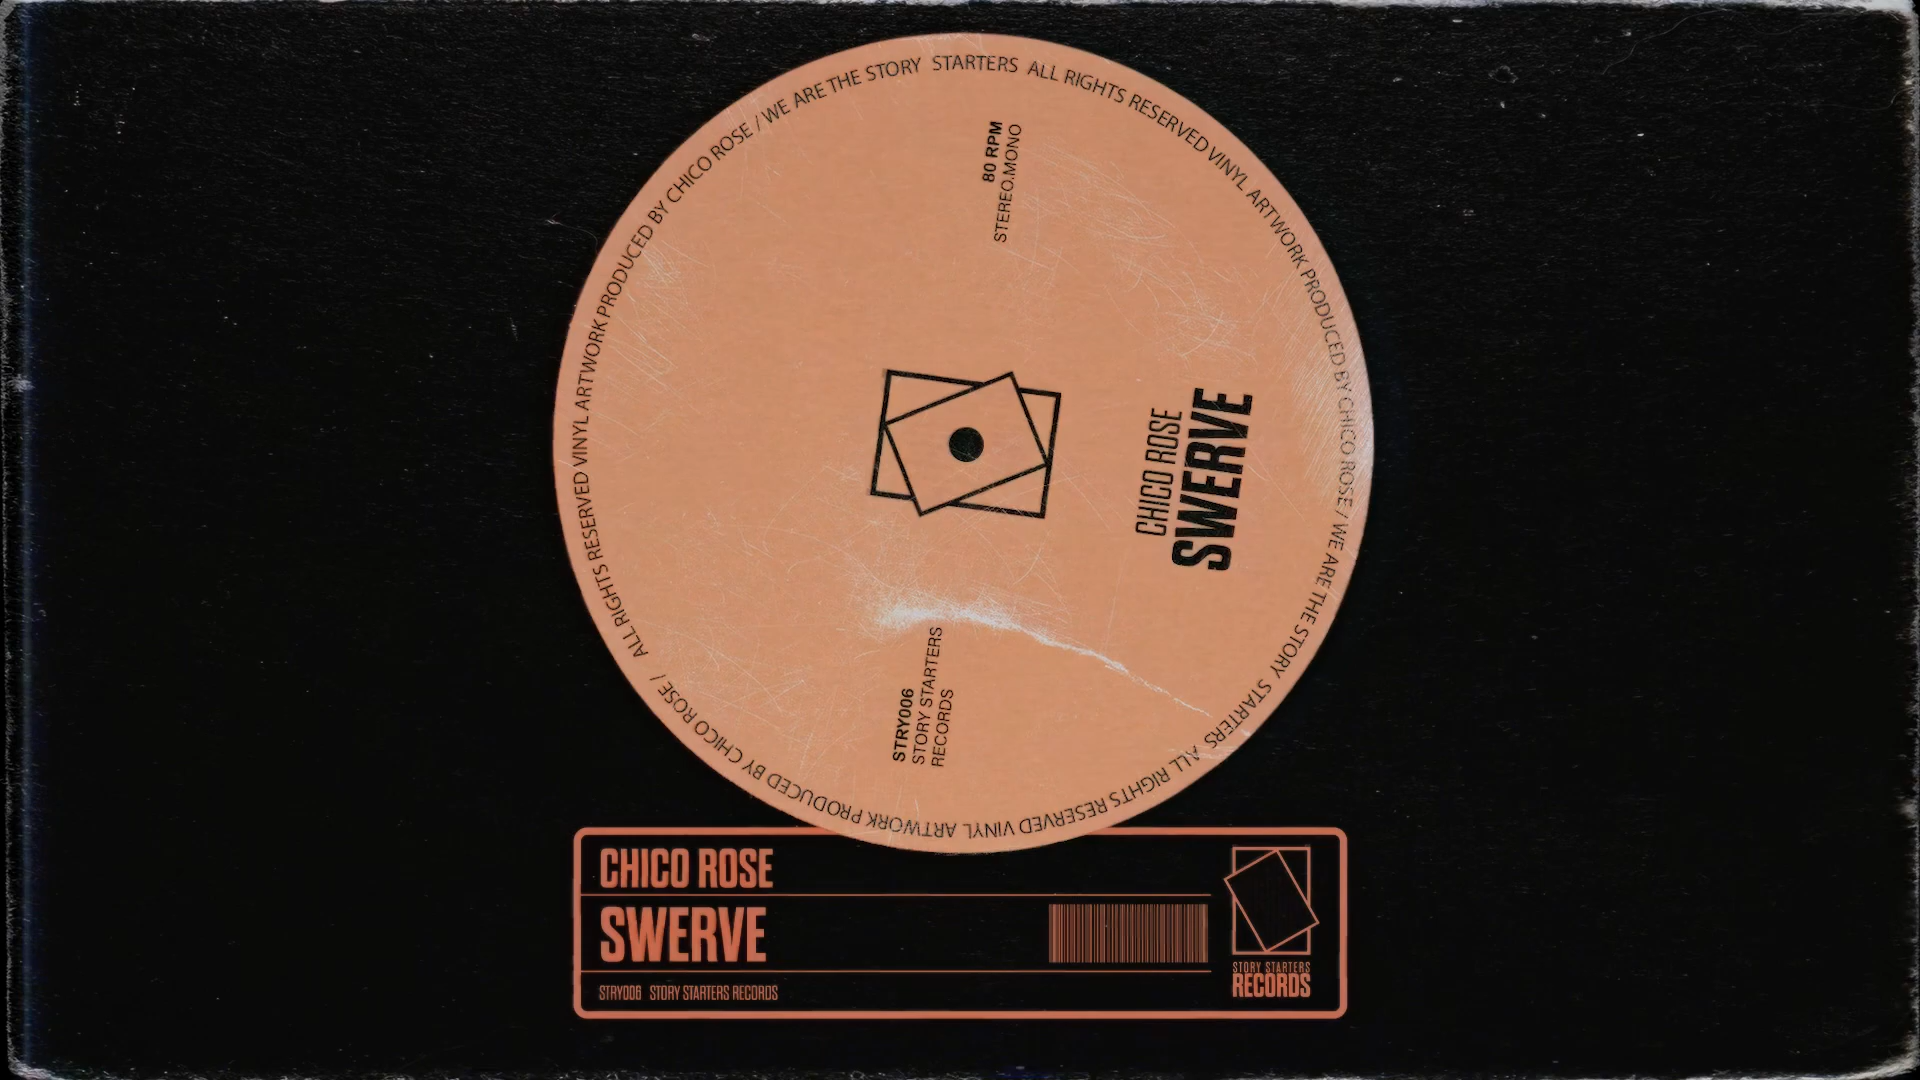 ALL RIGHTS RESERVED VINYL ARTWORK PRODUCED BY CHICO ROSE / WE ARE THE STORY STARTERS ALL RIGHTS RESERVED VINYL ARTWORK PRODUCED BY CHICO ROSE / WE ARE THE STORY STARTERS ALL RIGHTS RESERVED VINYL ARTWORK PRODUCED BY CHICO ROSE /
80 RPM
STEREO.MONO
CHICO ROSE
SWERVE
STRY006
STORY STARTERS
RECORDS
CHICO ROSE
SWERVE
STRY006 STORY STARTERS RECORDS
STORY STARTERS
RECORDS